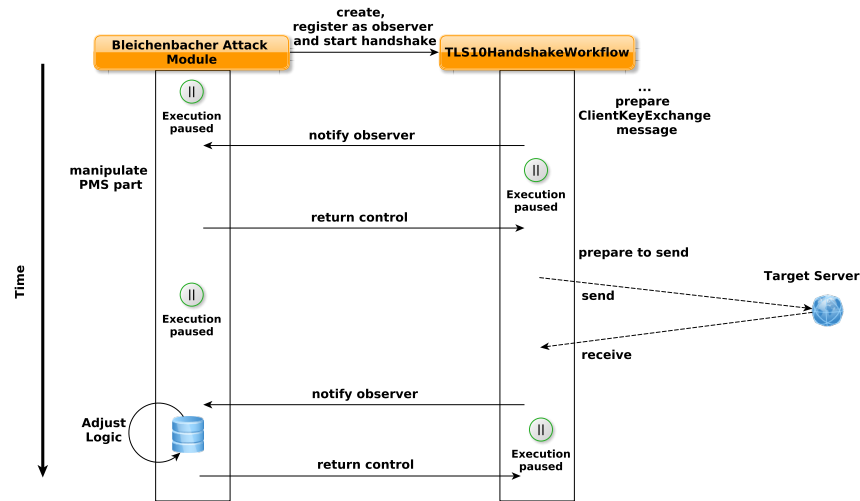 create,
register as observer
and start handshake
Bleichenbacher Attack
Module
TLS10HandshakeWorkflow
Execution
paused
...
prepare
ClientKeyExchange
message
notify observer
manipulate
PMS part
Execution
paused
return control
prepare to send
Time
Target Server
send
Execution
paused
receive
notify observer
Adjust
Logic
Execution
paused
return control